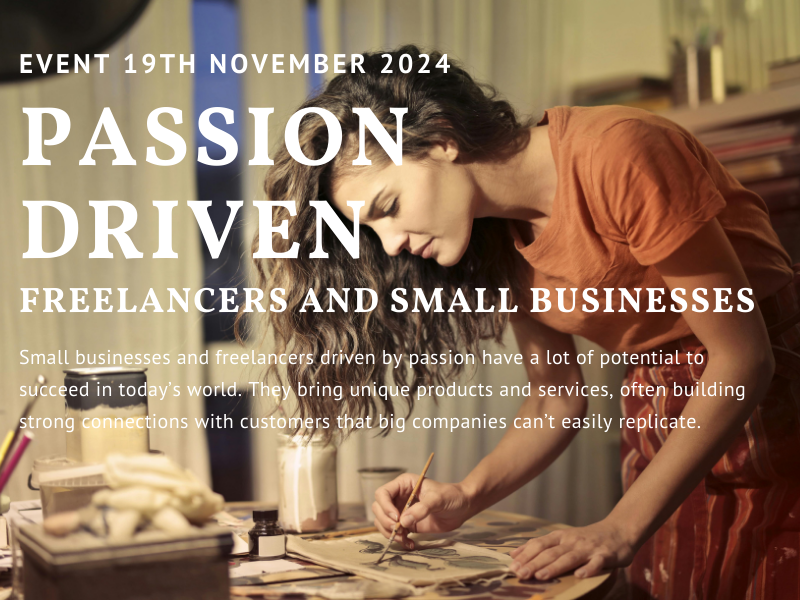 EVENT 19TH NOVEMBER 2024
PASSION
DRIVEN
FREELANCERS AND SMALL BUSINESSES
Small businesses and freelancers driven by passion have a lot of potential to
succeed in today’s world. They bring unique products and services, often building
strong connections with customers that big companies can’t easily replicate.